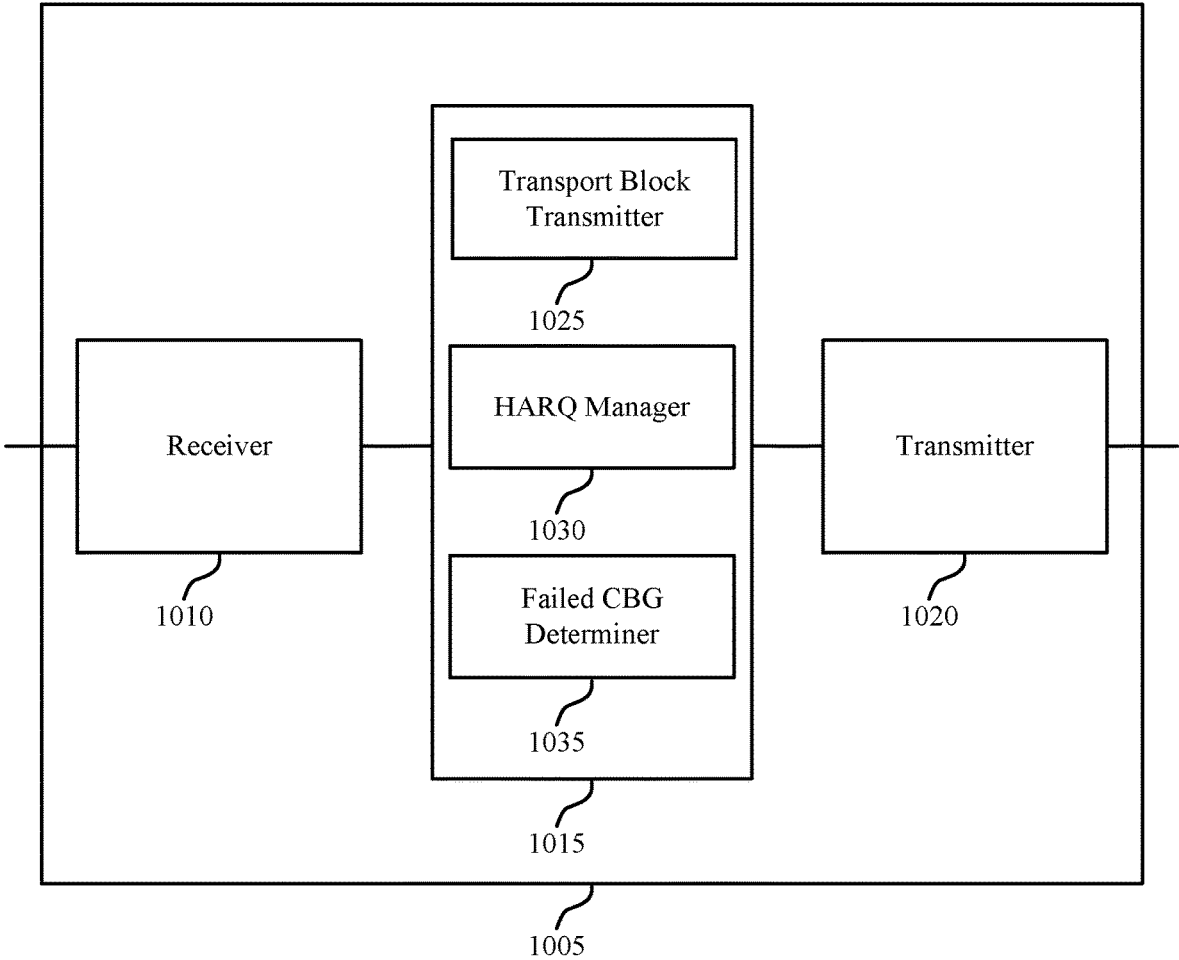 Transport Block
Transmitter
1025
Receiver
1010
HARQ Manager
1030
Transmitter
1020
Failed CBG
Determiner
1035
1015
1005